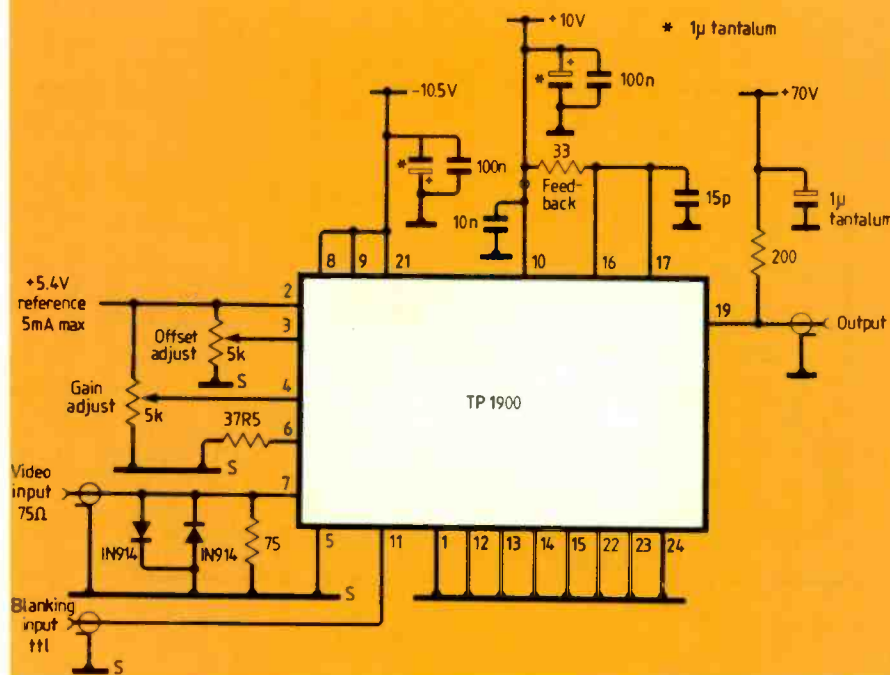 +10V
* 1µ tantalum
-10.5V
* +
100n
+70V
* +
100n
33
Feed-
back
15p
+
1µ
tantalum
10n
200
8 9 21 10 16 17
+5.4V
reference
5mA max
2
Offset
adjust
5k
3
S
19
Output
Gain
adjust
5k
4
TP 1900
37R5
6
S
Video
input
75Ω
7
IN914
IN914
75
5 11 1 12 13 14 15 22 23 24
S
Blanking
input
ttl
S